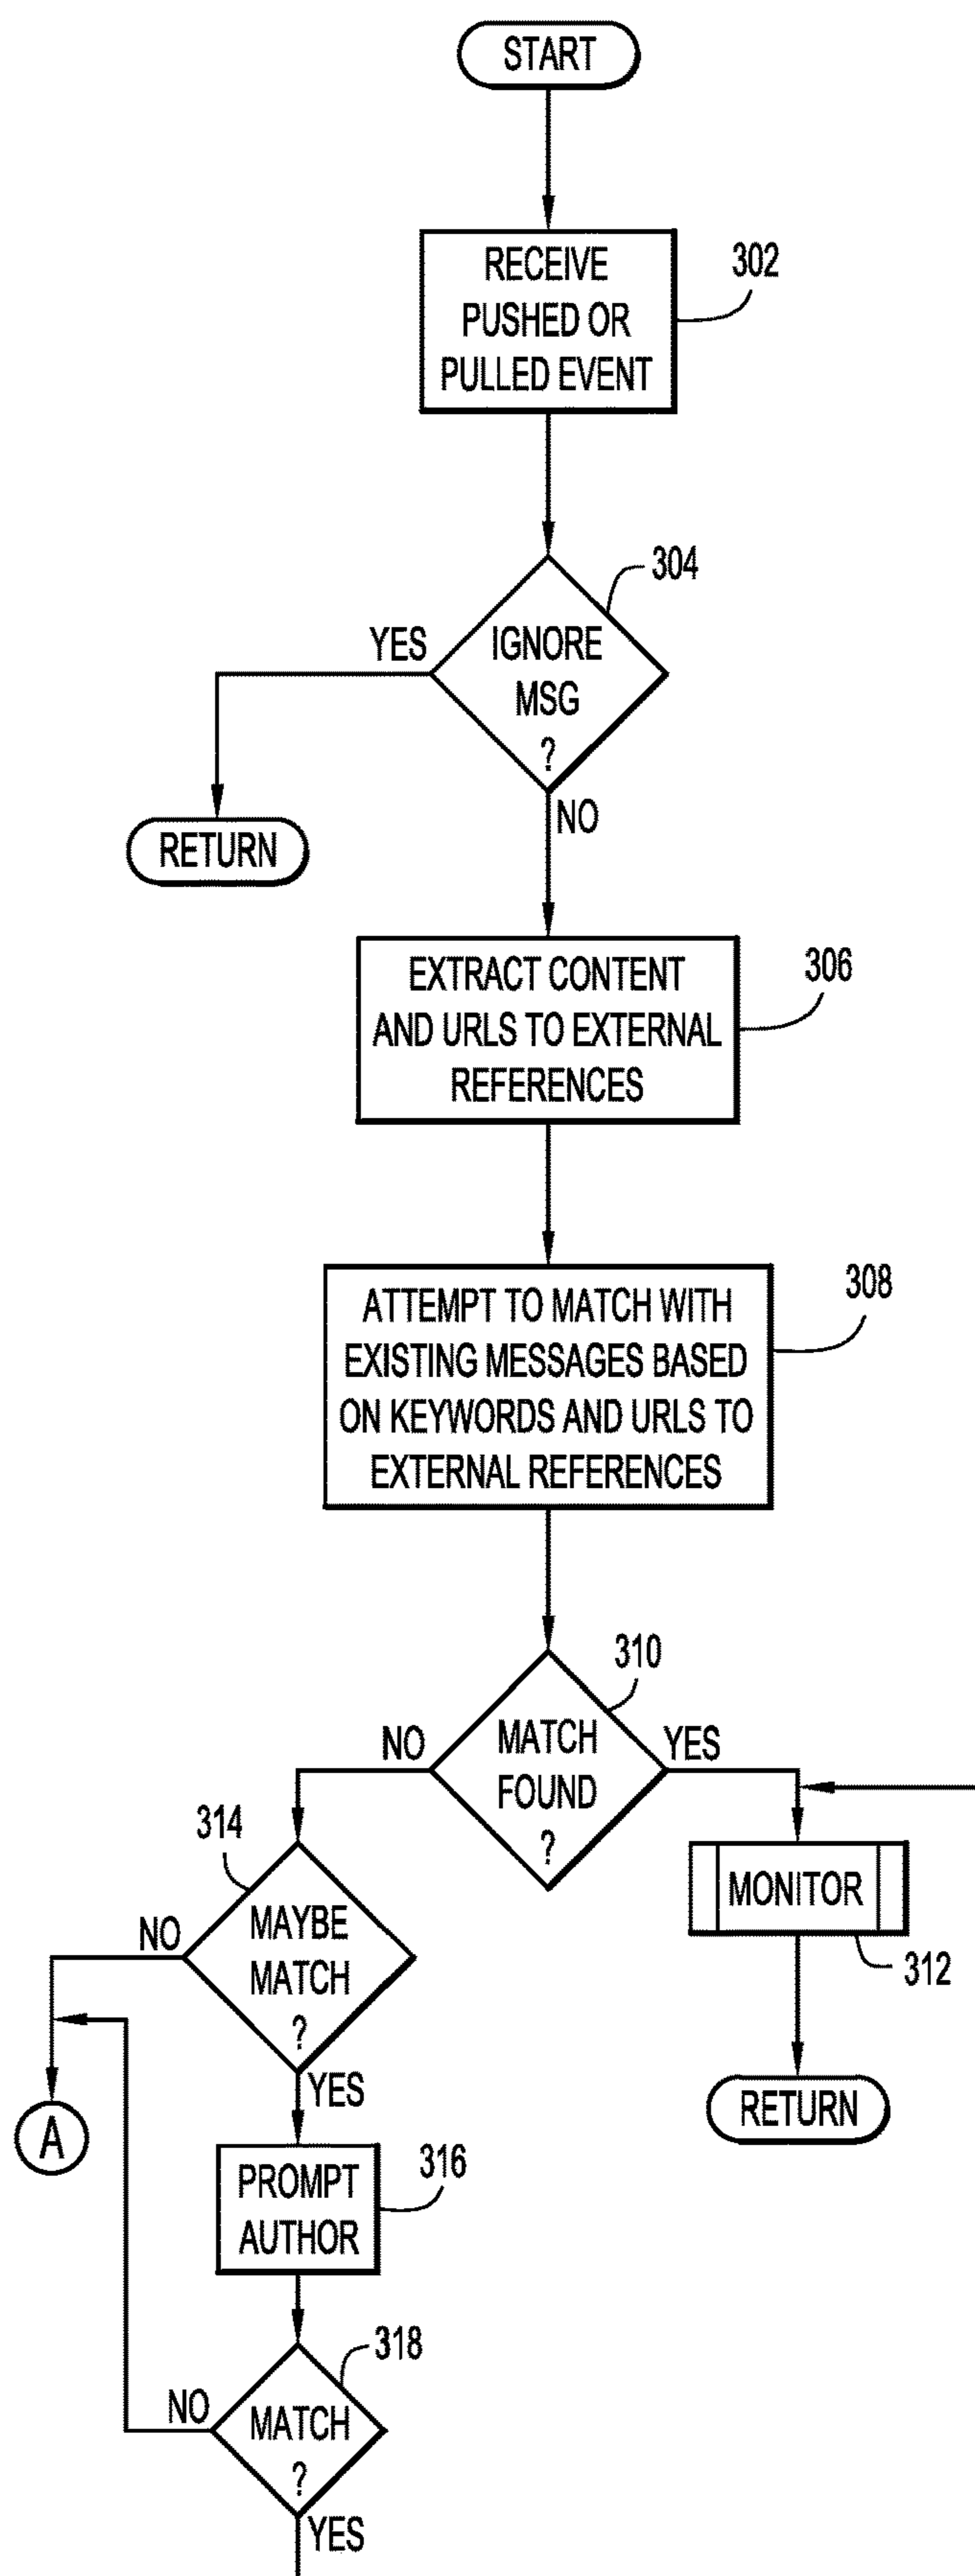 START
RECEIVE
PUSHED OR
PULLED EVENT
302
304
YES
IGNORE
MSG
?
NO
RETURN
EXTRACT CONTENT
AND URLS TO EXTERNAL
REFERENCES
306
ATTEMPT TO MATCH WITH
EXISTING MESSAGES BASED
ON KEYWORDS AND URLS TO
EXTERNAL REFERENCES
308
310
NO
MATCH
FOUND
?
YES
314
NO
MAYBE
MATCH
?
YES
MONITOR
312
RETURN
A
PROMPT
AUTHOR
316
318
NO
MATCH
?
YES